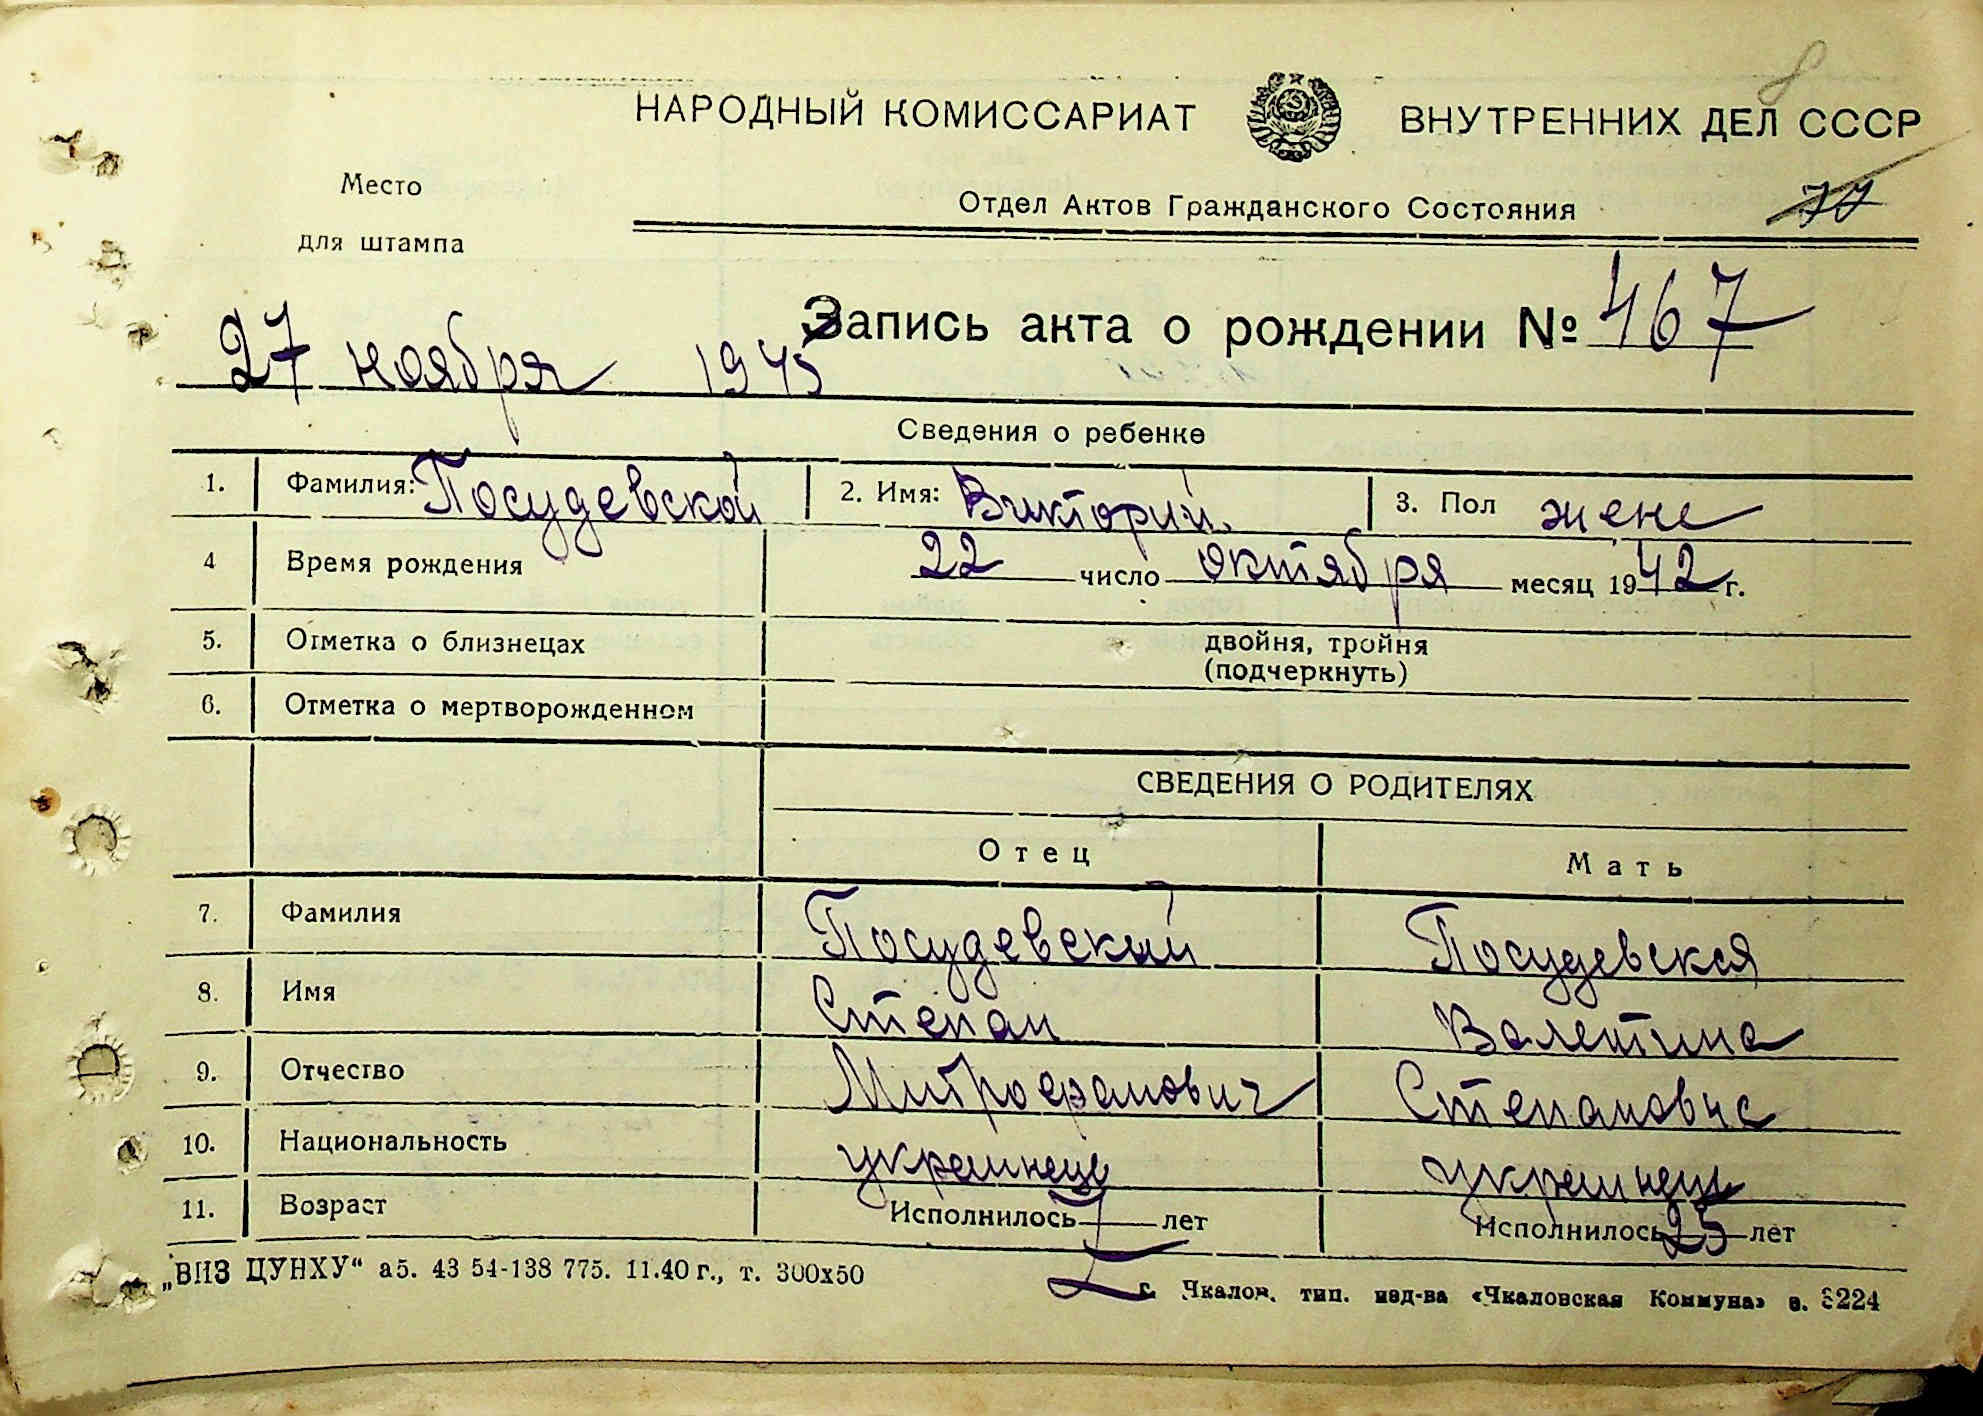 8
НАРОДНЫЙ КОМИССАРИАТ ВНУТРЕННИХ ДЕЛ СССР
Место
для штампа
Отдел Актов Гражданского Состояния
Запись акта о рождении № 467
27 ноября 1945
Сведения о ребенке
1. Фамилия: Посудевской 2. Имя: Викторий 3. Пол жене
4 Время рождения 22 число октября месяц 1942 г.
5. Отметка о близнецах двойня, тройня
(подчеркнуть)
6. Отметка о мертворожденном
СВЕДЕНИЯ О РОДИТЕЛЯХ
Отец Мать
7. Фамилия Посудевский Посудевская
8. Имя Степан Валентина
9. Отчество Митрофанович Степановна
10. Национальность
11. Возраст Исполнилось лет Исполнилось 25 лет
„ВИЗ ЦУНХУ“ а5. 43 54-138 775. 11.40 г., т. 300х50
г. Чкалов, тип. изд-ва «Чкаловская Коммуна» з. 8224